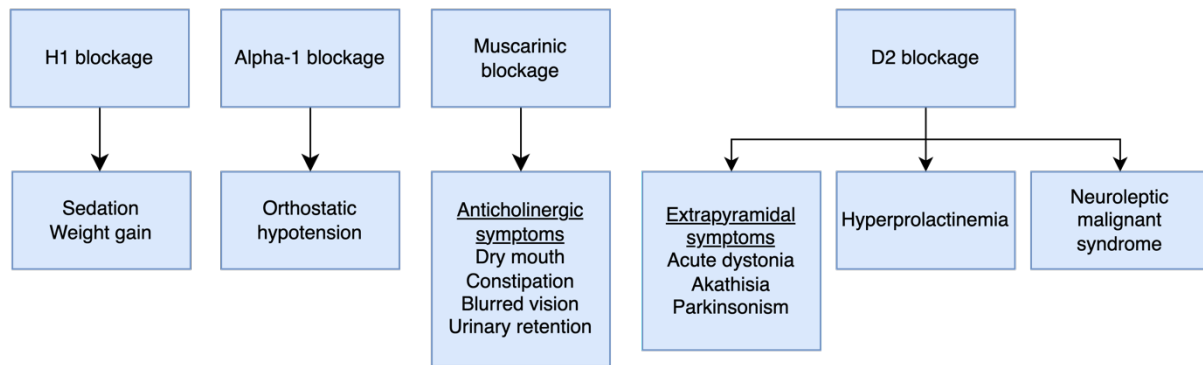 H1 blockage
Alpha-1 blockage
Muscarinic
blockage
D2 blockage
Sedation
Weight gain
Orthostatic
hypotension
Anticholinergic
symptoms
Dry mouth
Constipation
Blurred vision
Urinary retention
Extrapyramidal
symptoms
Acute dystonia
Akathisia
Parkinsonism
Hyperprolactinemia
Neuroleptic
malignant
syndrome